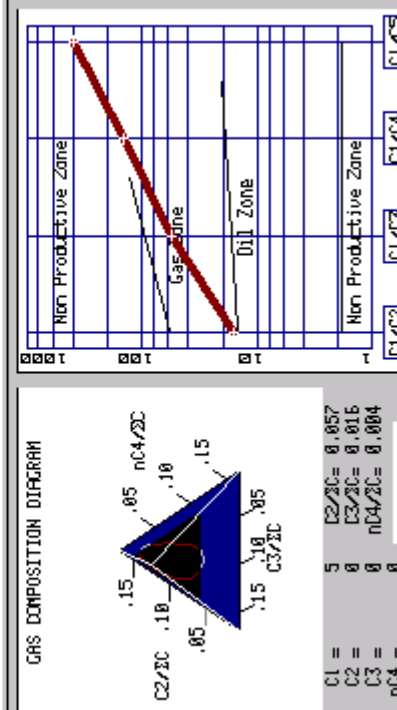 GAS COMPOSITION DIAGRAM
.15
.05
nC4/ΣC
C2/ΣC
.10
.10
.05
.15
.15
.10
.05
C3/ΣC
C1 = 5 C2/ΣC= 0.057
C2 = 0 C3/ΣC= 0.016
C3 = 0 nC4/ΣC= 0.004
nC4 = 0
1000
100
10
1
Non Productive Zone
Gas Zone
Oil Zone
Non Productive Zone
C1/C2
C1/C3
C1/C4
C1/C5